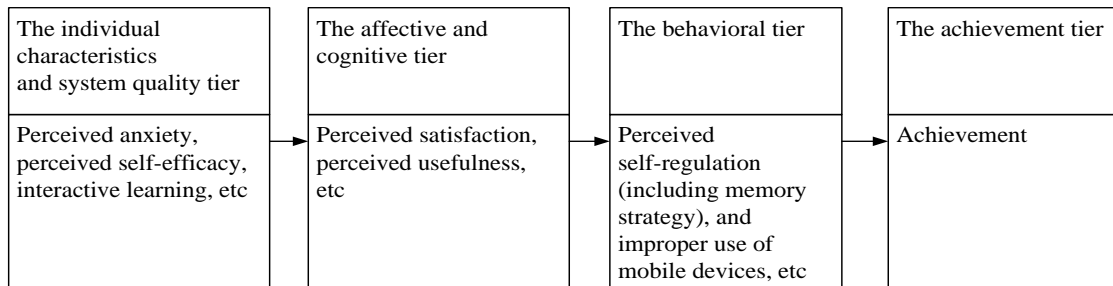 The individual
characteristics
and system quality tier
Perceived anxiety,
perceived self-efficacy,
interactive learning, etc
The affective and
cognitive tier
Perceived satisfaction,
perceived usefulness,
etc
The behavioral tier
Perceived
self-regulation
(including memory
strategy), and
improper use of
mobile devices, etc
The achievement tier
Achievement